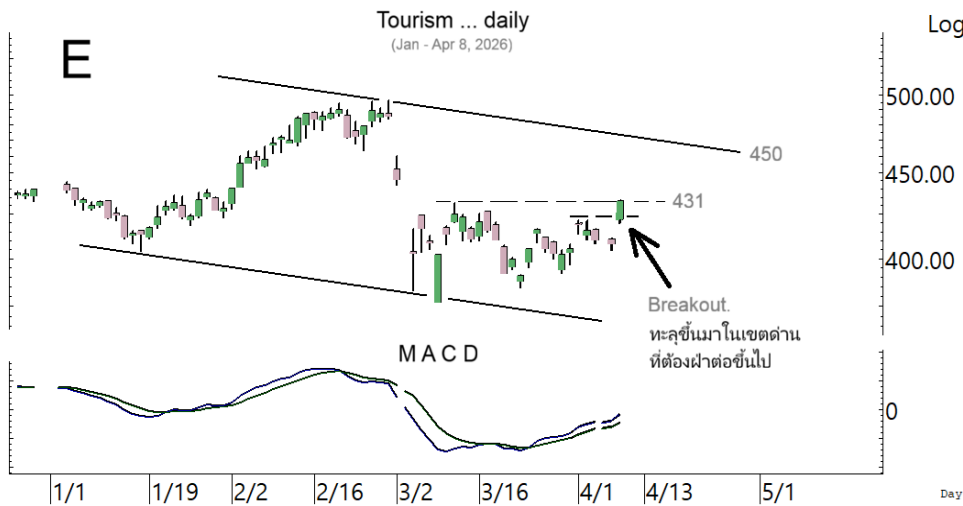 Tourism ... daily
(Jan - Apr 8, 2026)
Log
E
500.00
450
450.00
431
400.00
Breakout.
ทะลุขึ้นมาในเขตด่าน
ที่ต้องฝ่าต่อขึ้นไป
M A C D
0
1/1 1/19 2/2 2/16 3/2 3/16 4/1 4/13 5/1
Day